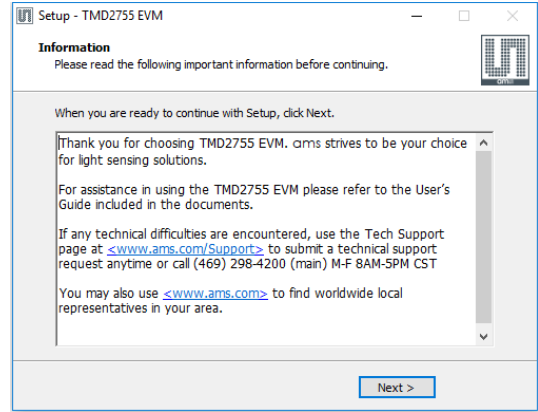 Setup - TMD2755 EVM
Information
Please read the following important information before continuing.
am
When you are ready to continue with Setup, click Next.
Thank you for choosing TMD2755 EVM. ams strives to be your choice
for light sensing solutions.
For assistance in using the TMD2755 EVM please refer to the User's
Guide included in the documents.
If any technical difficulties are encountered, use the Tech Support
page at <www.ams.com/Support> to submit a technical support
request anytime or call (469) 298-4200 (main) M-F 8AM-5PM CST
You may also use <www.ams.com> to find worldwide local
representatives in your area.
Next >